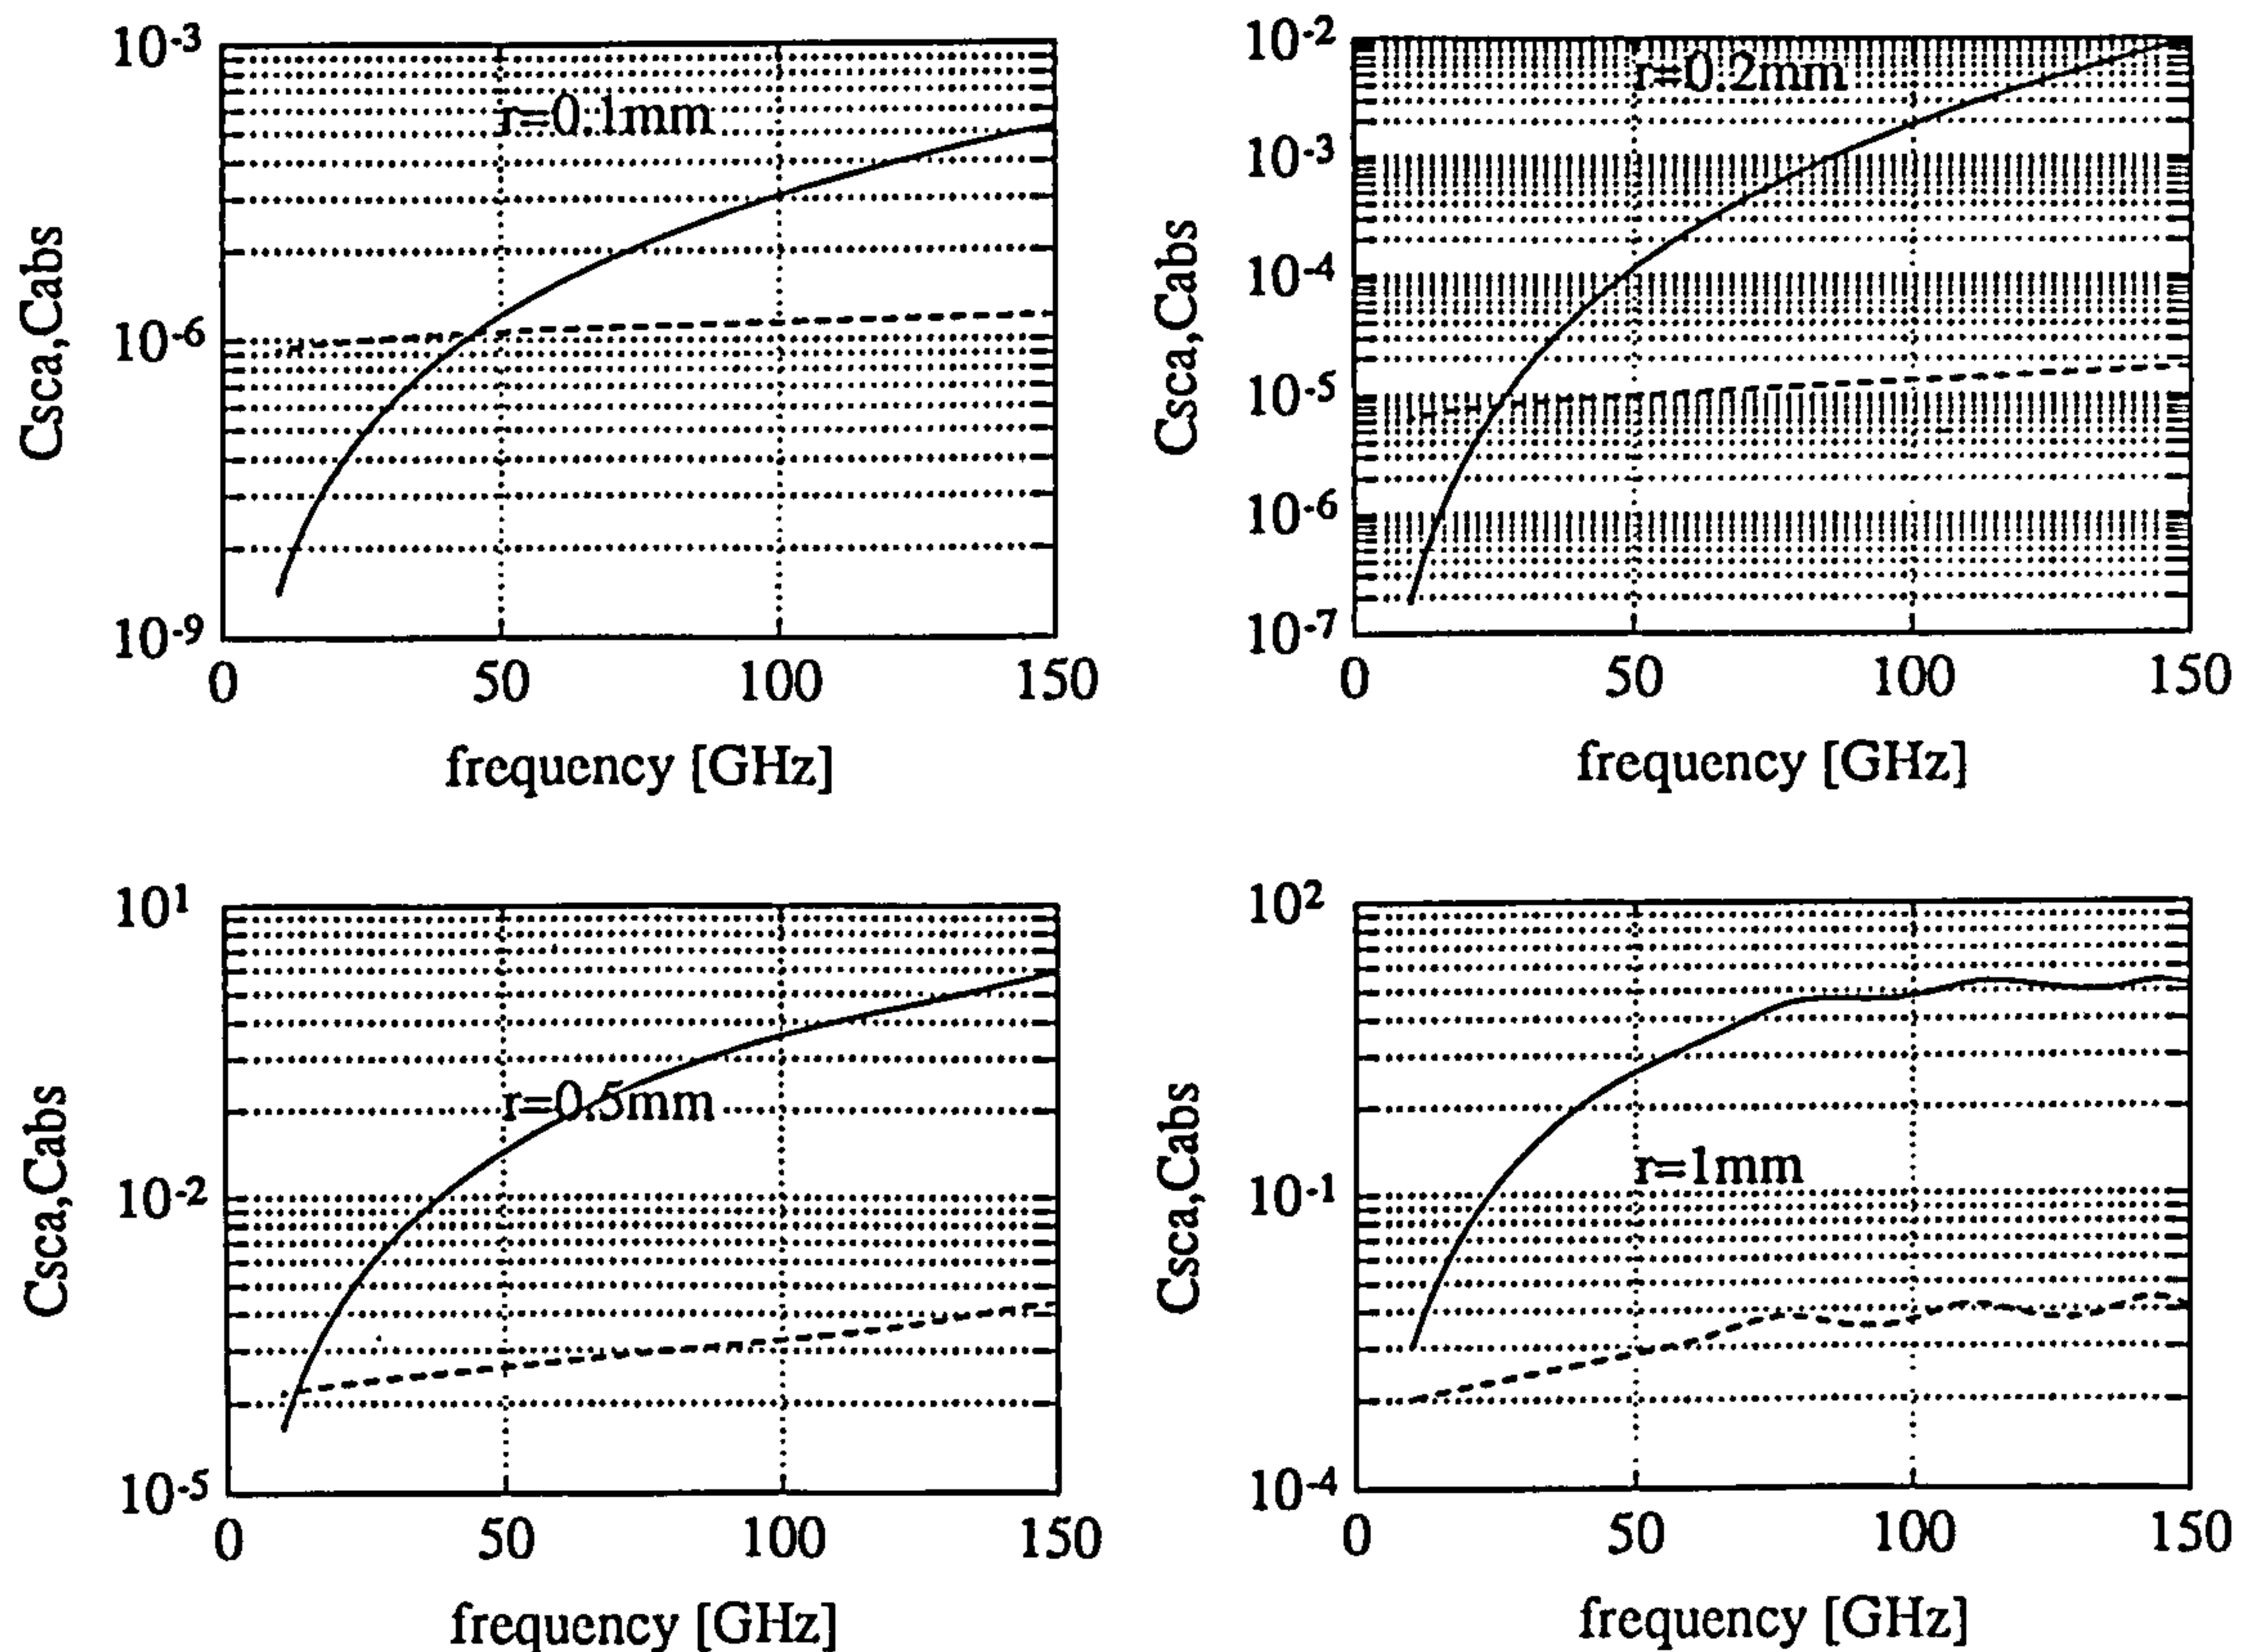 10-3
r=0.1mm
10-6
10-9
Csca,Cabs
0 50 100 150
frequency [GHz]
10-2
r=0.2mm
10-3
10-4
10-5
10-6
10-7
Csca,Cabs
0 50 100 150
frequency [GHz]
101
r=0.5mm
10-2
10-5
Csca,Cabs
0 50 100 150
frequency [GHz]
102
r=1mm
10-1
10-4
Csca,Cabs
0 50 100 150
frequency [GHz]